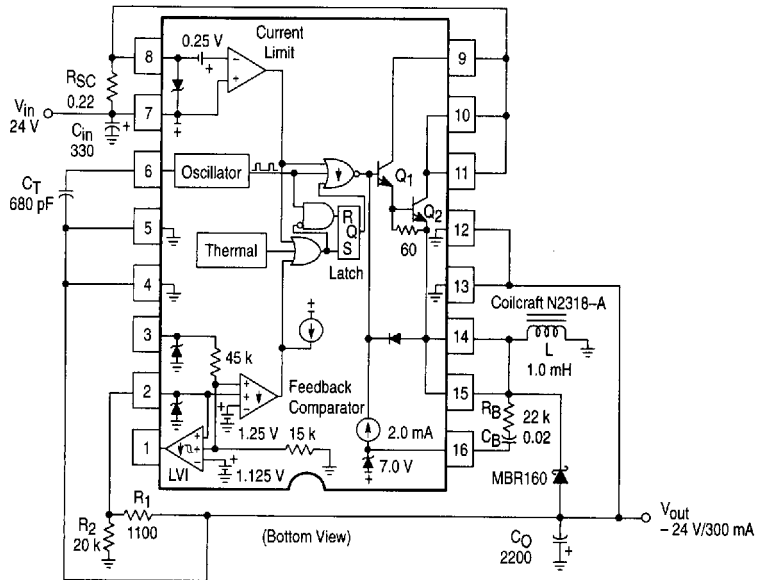 Current
Limit
0.25 V
8
9
RSC
0.22
Vin
24 V
7
10
Cin
330
+
6
Oscillator
11
Q1
CT
680 pF
Q2
5
R
Q
S
12
Thermal
60
Latch
4
13
Coilcraft N2318–A
3
14
L
1.0 mH
45 k
2
Feedback
Comparator
15
RB
22 k
CB
0.02
1.25 V
15 k
2.0 mA
1
16
LVI
1.125 V
7.0 V
MBR160
R1
1100
R2
20 k
(Bottom View)
CO
2200
+
Vout
– 24 V/300 mA